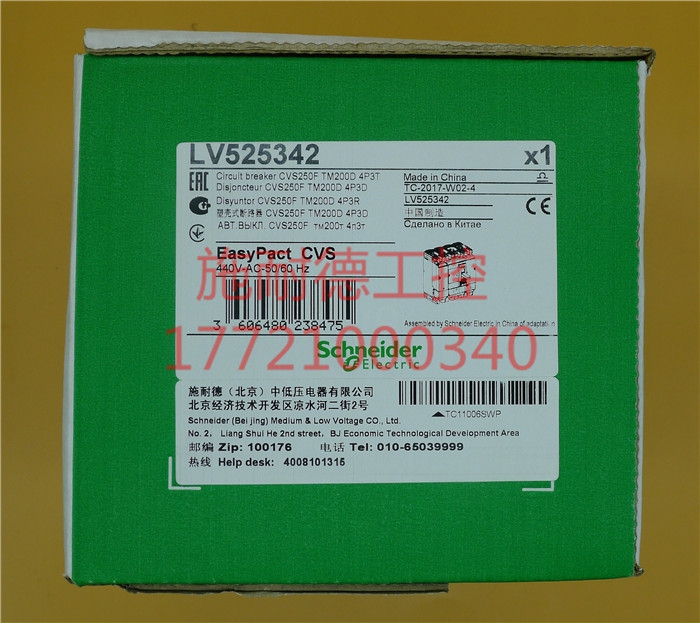 LV525342 x1
EAC Circuit breaker CVS250F TM200D 4P3T Made in China
Disjoncteur CVS250F TM200D 4P3D TC-2017-W02-4
Disyuntor CVS250F TM200D 4P3R LV525342
塑壳式断路器 CVS250F TM200D 4P3D 中国制造
АВТ.ВЫКЛ. CVS250F тм200т 4п3т Сделано в Китае
CE
EasyPact CVS
440V-AC-50/60 Hz
施耐德工控
3 606480 238475
Assembled by Schneider Electric in China of adaptation
17721000340
Schneider
Electric
施耐德（北京）中低压电器有限公司
北京经济技术开发区凉水河二街2号
TC11006SWP
Schneider (Beijing) Medium & Low Voltage CO., Ltd.
No. 2, Liang Shui He 2nd street, BJ Economic Technological Development Area
邮编 Zip: 100176 电话 Tel: 010-65039999
热线 Help desk: 4008101315